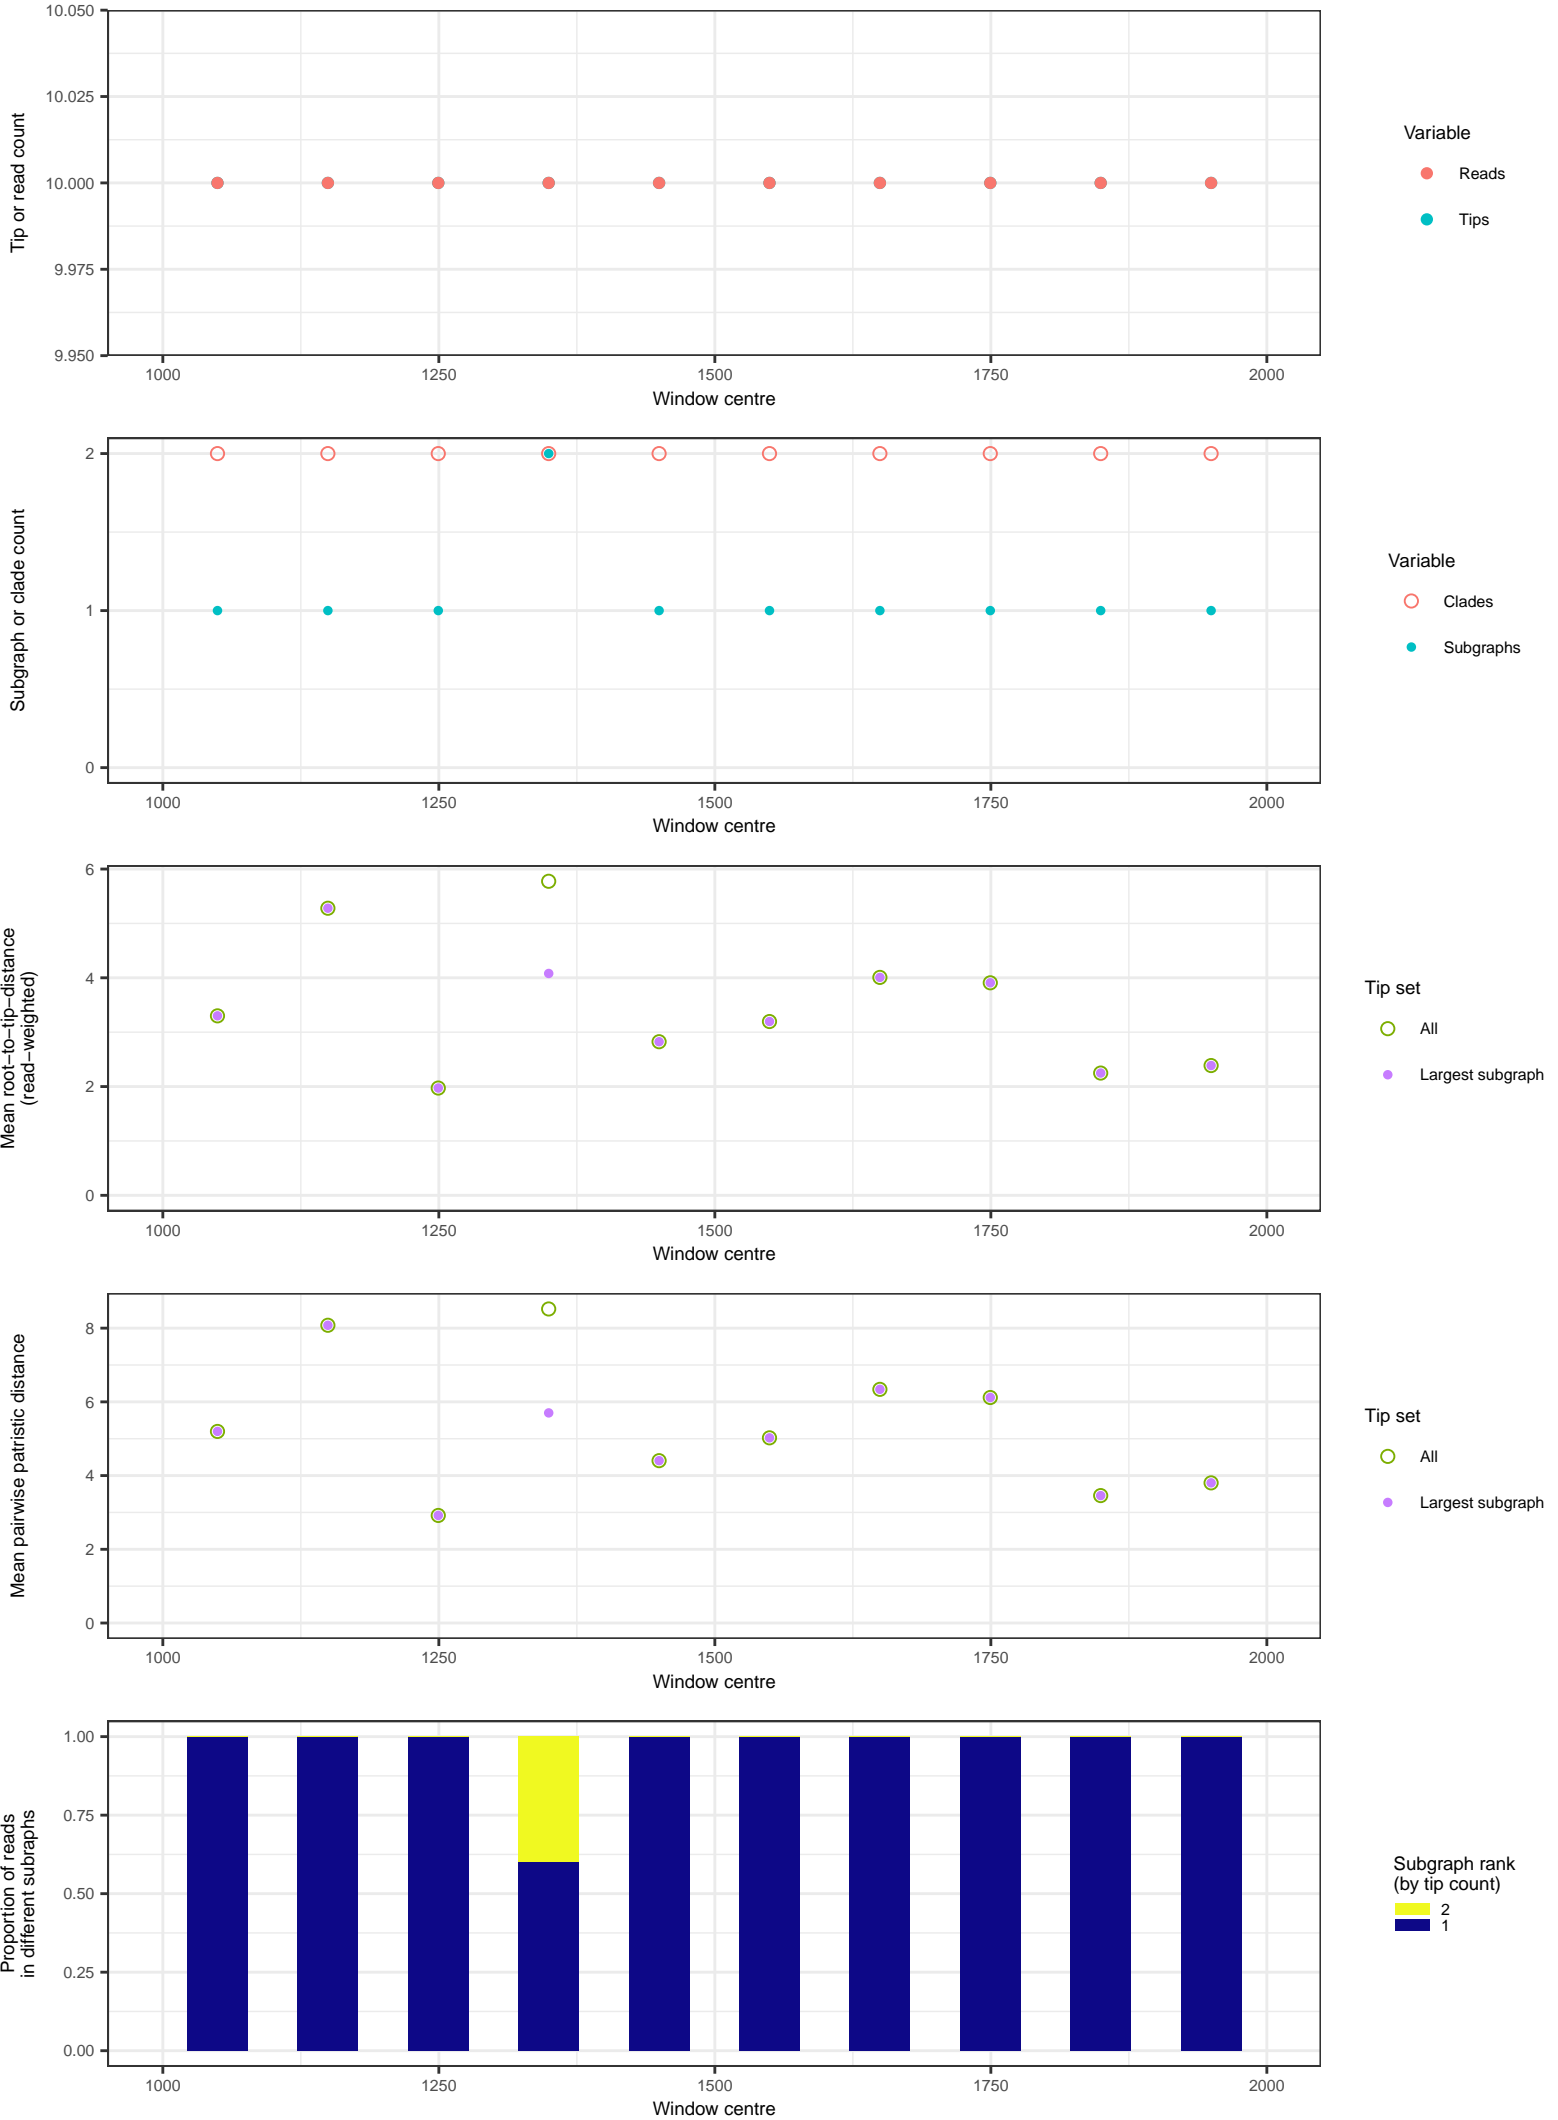 10.050
10.025
10.000
9.975
9.950
Tip or read count
1000 1250 1500 1750 2000
Window centre
Variable
Reads
Tips
2
1
0
Subgraph or clade count
1000 1250 1500 1750 2000
Window centre
Variable
Clades
Subgraphs
6
4
2
0
Mean root−to−tip−distance
(read−weighted)
1000 1250 1500 1750 2000
Window centre
Tip set
All
Largest subgraph
8
6
4
2
0
Mean pairwise patristic distance
1000 1250 1500 1750 2000
Window centre
Tip set
All
Largest subgraph
1.00
0.75
0.50
0.25
0.00
Proportion of reads
in different subraphs
1000 1250 1500 1750 2000
Window centre
Subgraph rank
(by tip count)
2
1